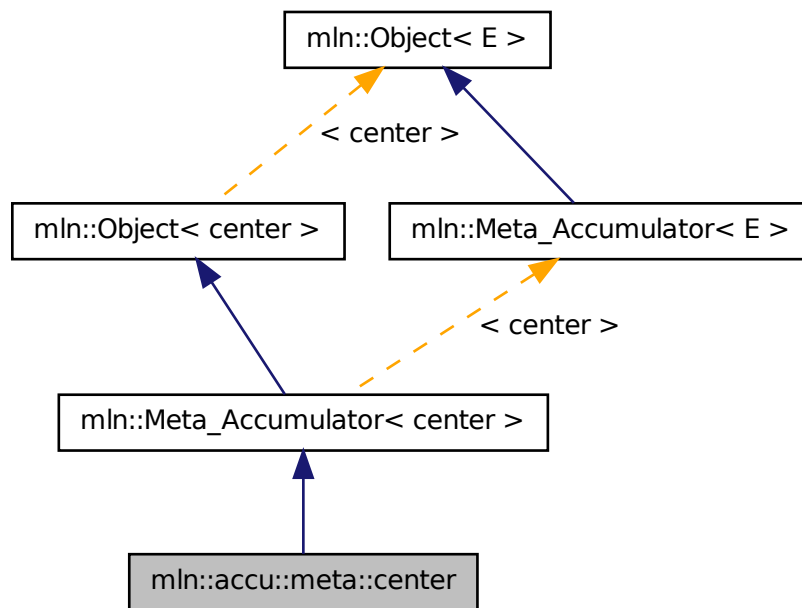 mln::Object< E >
< center >
mln::Object< center >
mln::Meta_Accumulator< E >
< center >
mln::Meta_Accumulator< center >
mln::accu::meta::center